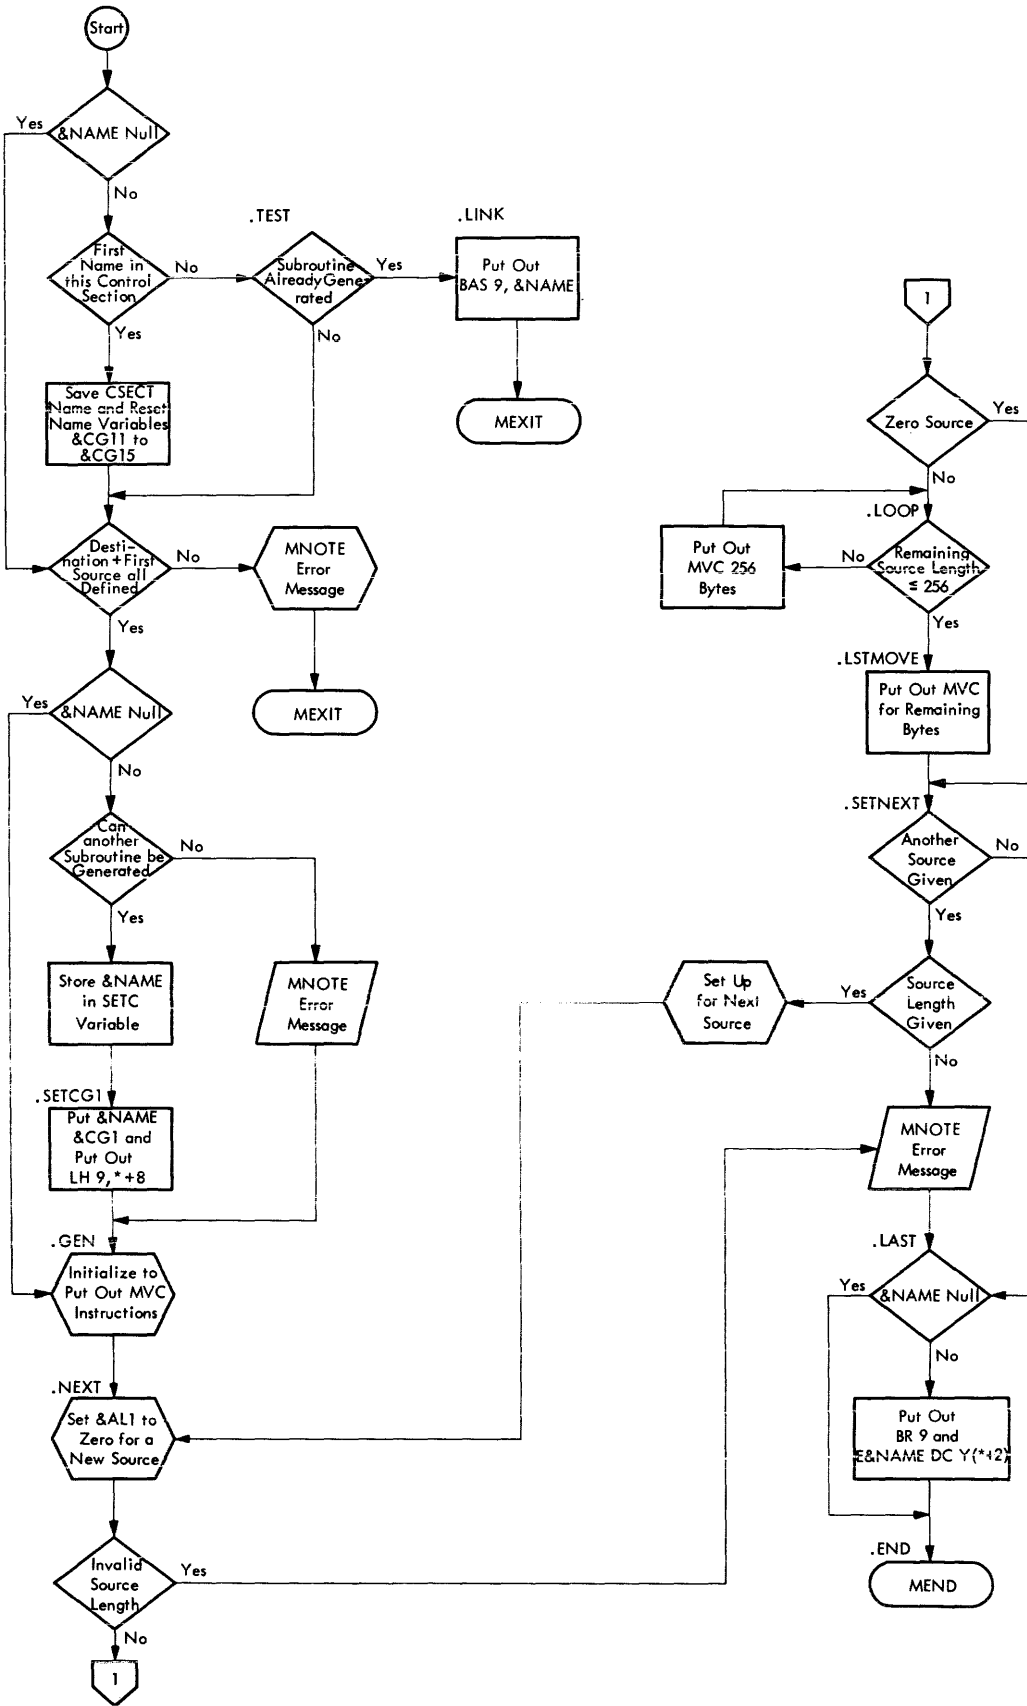 Start
&NAME Null
Yes
No
First
Name in
this Control
Section
No
Yes
.TEST
Subroutine
Already Gene-
rated
Yes
No
.LINK
Put Out
BAS 9, &NAME
MEXIT
Save CSECT
Name and Reset
Name Variables
&CG11 to
&CG15
Desti-
nation + First
Source all
Defined
No
Yes
MNOTE
Error
Message
MEXIT
&NAME Null
Yes
No
Can
another
Subroutine be
Generated
No
Yes
Store &NAME
in SETC
Variable
MNOTE
Error
Message
.SETCG1
Put &NAME
&CG1 and
Put Out
LH 9,*+8
.GEN
Initialize to
Put Out MVC
Instructions
.NEXT
Set &AL1 to
Zero for a
New Source
Invalid
Source
Length
Yes
No
1
1
Zero Source
Yes
No
.LOOP
Remaining
Source Length
≤ 256
No
Yes
Put Out
MVC 256
Bytes
.LSTMOVE
Put Out MVC
for Remaining
Bytes
.SETNEXT
Another
Source
Given
No
Yes
Source
Length
Given
Yes
No
Set Up
for Next
Source
MNOTE
Error
Message
.LAST
&NAME Null
Yes
No
Put Out
BR 9 and
E&NAME DC Y(*+2)
.END
MEND